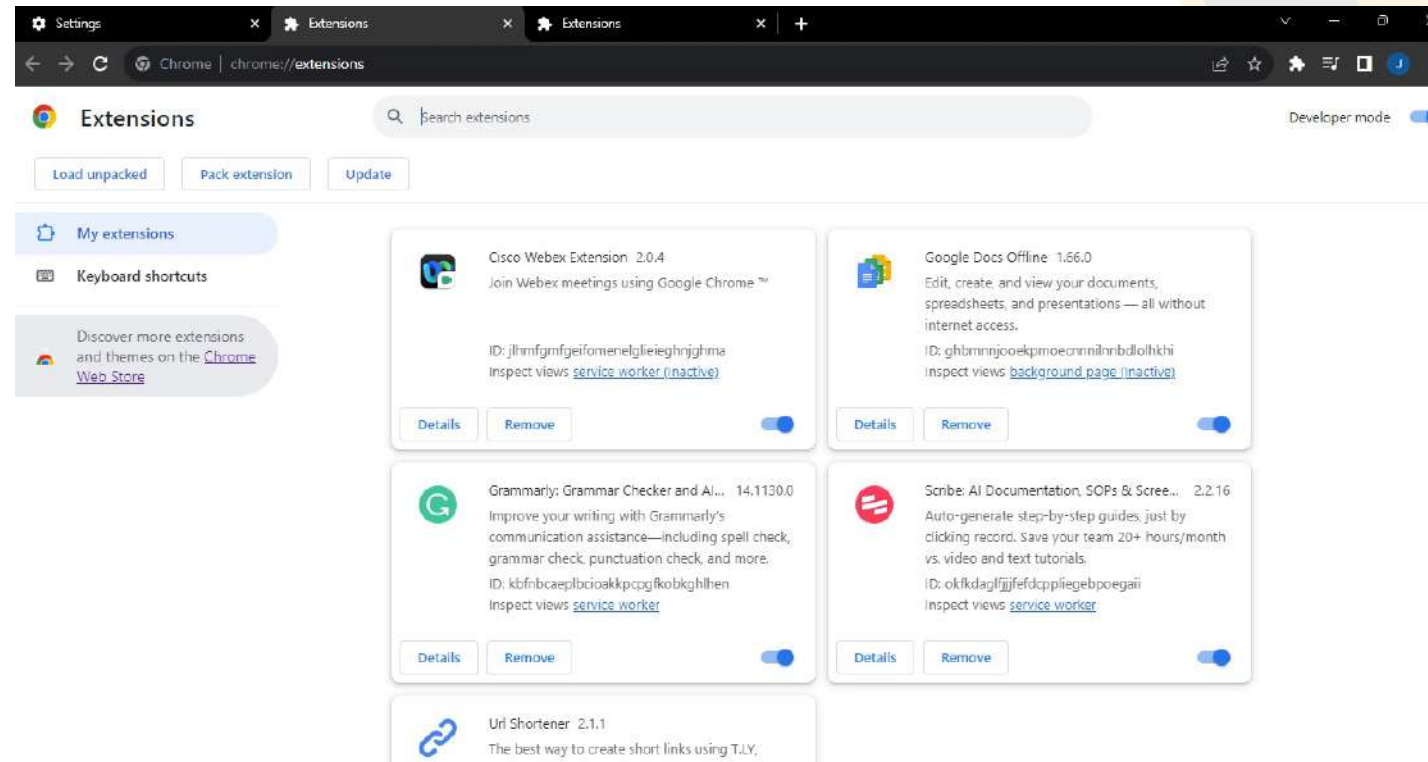 Settings
Extensions
Extensions
Chrome | chrome://extensions
J
Extensions
Search extensions
Developer mode
Load unpacked
Pack extension
Update
My extensions
Keyboard shortcuts
Discover more extensions
and themes on the Chrome
Web Store
Cisco Webex Extension 2.0.4
Join Webex meetings using Google Chrome ™
ID: jlhmfgmfgeifomenelglieieghnjghma
Inspect views service worker (Inactive)
Details
Remove
Google Docs Offline 1.66.0
Edit, create, and view your documents,
spreadsheets, and presentations — all without
internet access.
ID: ghbmnnjooekpmoecnnnilnnbdlolhkhi
Inspect views background page (Inactive)
Details
Remove
Grammarly: Grammar Checker and AI... 14.1130.0
Improve your writing with Grammarly's
communication assistance—including spell check,
grammar check, punctuation check, and more.
ID: kbfnbcaeplbcioakkpcpgfkobkghlhen
Inspect views service worker
Details
Remove
Scribe: AI Documentation, SOPs & Scree... 2.2.16
Auto-generate step-by-step guides, just by
clicking record. Save your team 20+ hours/month
vs. video and text tutorials.
ID: okfkdaglfjjjfefdcppliegebpoegaii
Inspect views service worker
Details
Remove
Url Shortener 2.1.1
The best way to create short links using T.LY,